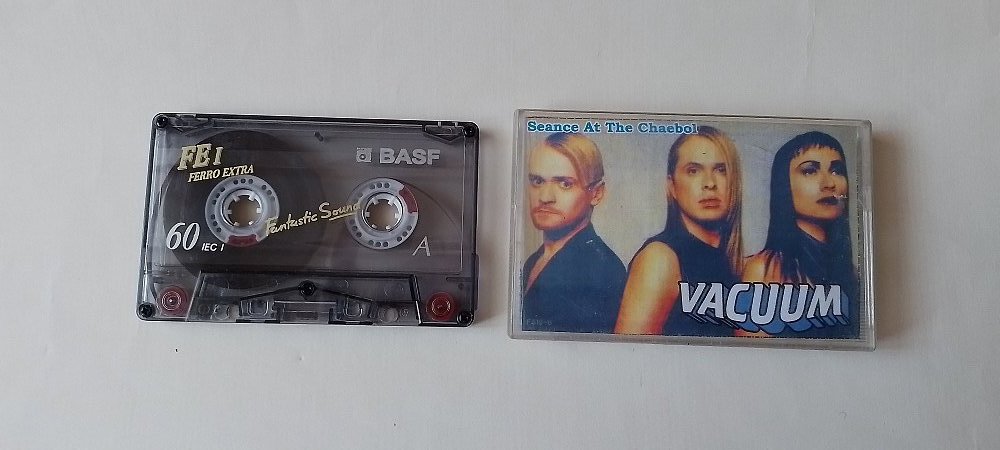 FE I
FERRO EXTRA
BASF
60 IEC I
Fantastic Sound
A
Seance At The Chaebol
VACUUM